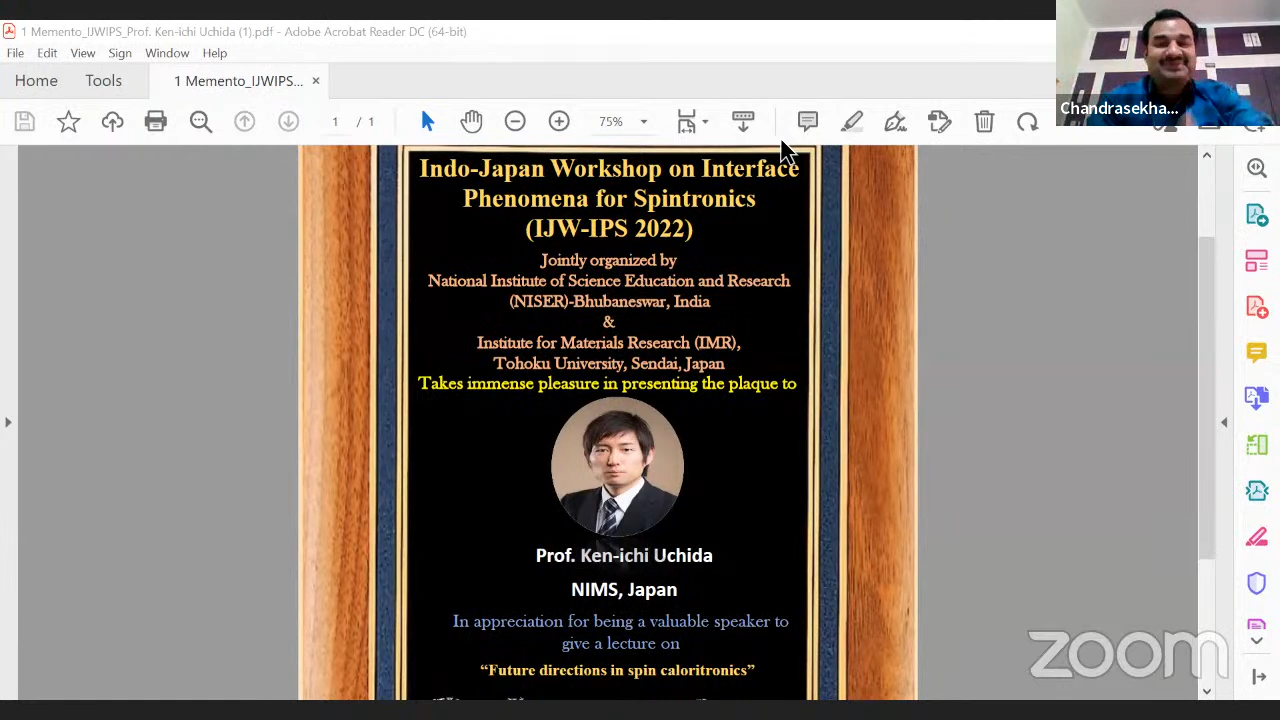 1 Memento_IJWIPS_Prof. Ken-ichi Uchida (1).pdf - Adobe Acrobat Reader DC (64-bit)
File Edit View Sign Window Help
Home Tools 1 Memento_IJWIPS... ×
1 / 1 75%
Chandrasekha...
Indo-Japan Workshop on Interface
Phenomena for Spintronics
(IJW-IPS 2022)
Jointly organized by
National Institute of Science Education and Research
(NISER)-Bhubaneswar, India
&
Institute for Materials Research (IMR),
Tohoku University, Sendai, Japan
Takes immense pleasure in presenting the plaque to
Prof. Ken-ichi Uchida
NIMS, Japan
In appreciation for being a valuable speaker to
give a lecture on
“Future directions in spin caloritronics”
zoom